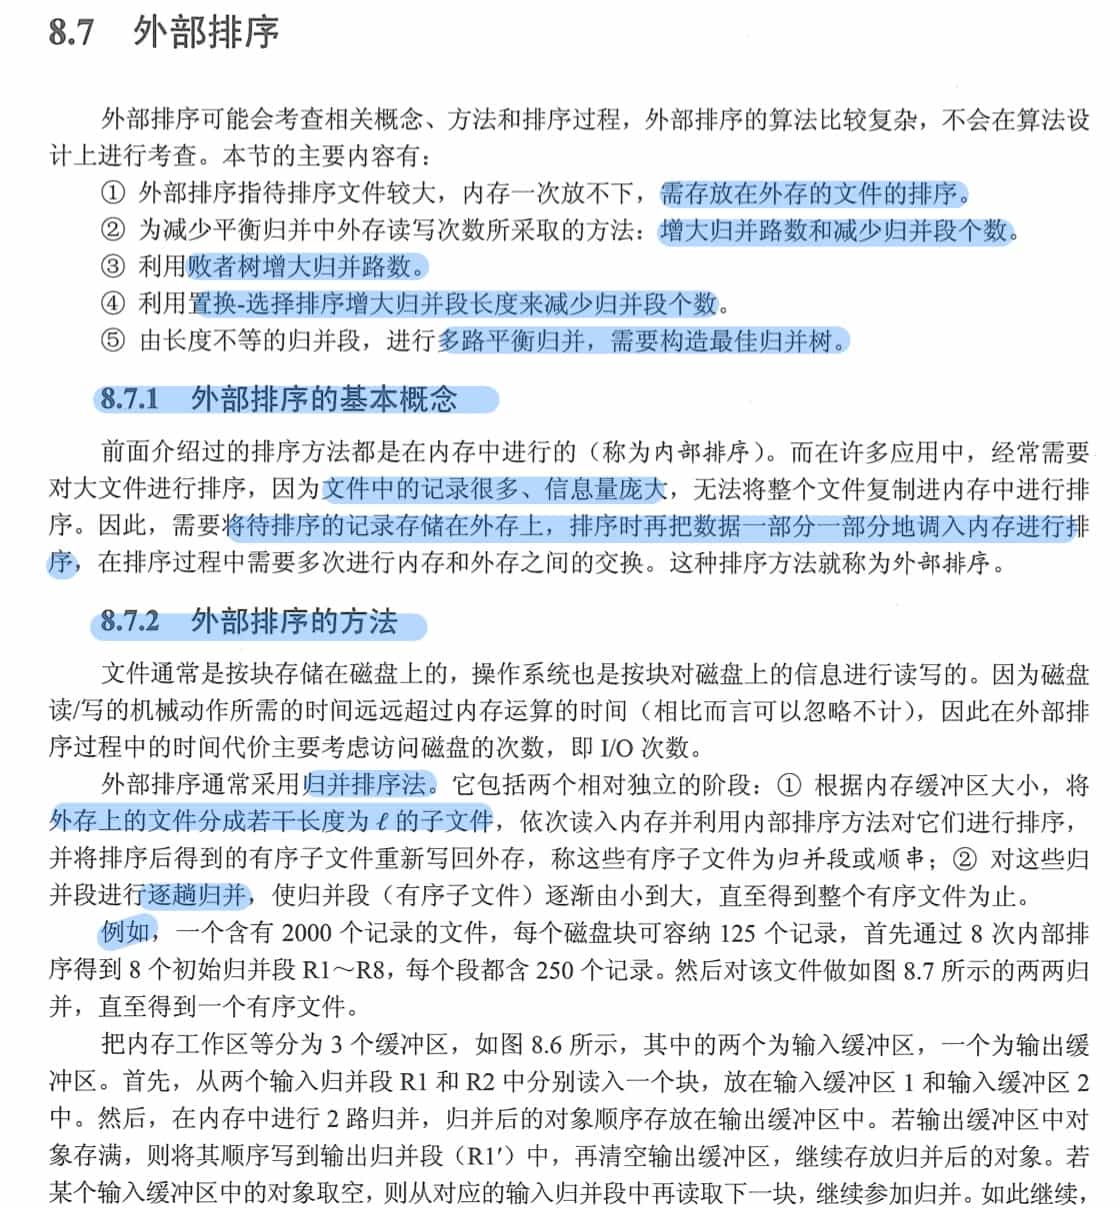 8.7 外部排序
外部排序可能会考查相关概念、方法和排序过程，外部排序的算法比较复杂，不会在算法设
计上进行考查。本节的主要内容有：
① 外部排序指待排序文件较大，内存一次放不下，需存放在外存的文件的排序。
② 为减少平衡归并中外存读写次数所采取的方法：增大归并路数和减少归并段个数。
③ 利用败者树增大归并路数。
④ 利用置换-选择排序增大归并段长度来减少归并段个数。
⑤ 由长度不等的归并段，进行多路平衡归并，需要构造最佳归并树。
8.7.1 外部排序的基本概念
前面介绍过的排序方法都是在内存中进行的（称为内部排序）。而在许多应用中，经常需要
对大文件进行排序，因为文件中的记录很多、信息量庞大，无法将整个文件复制进内存中进行排
序。因此，需要将待排序的记录存储在外存上，排序时再把数据一部分一部分地调入内存进行排
序，在排序过程中需要多次进行内存和外存之间的交换。这种排序方法就称为外部排序。
8.7.2 外部排序的方法
文件通常是按块存储在磁盘上的，操作系统也是按块对磁盘上的信息进行读写的。因为磁盘
读/写的机械动作所需的时间远远超过内存运算的时间（相比而言可以忽略不计），因此在外部排
序过程中的时间代价主要考虑访问磁盘的次数，即 I/O 次数。
外部排序通常采用归并排序法。它包括两个相对独立的阶段：① 根据内存缓冲区大小，将
外存上的文件分成若干长度为 ℓ 的子文件，依次读入内存并利用内部排序方法对它们进行排序，
并将排序后得到的有序子文件重新写回外存，称这些有序子文件为归并段或顺串；② 对这些归
并段进行逐趟归并，使归并段（有序子文件）逐渐由小到大，直至得到整个有序文件为止。
例如，一个含有 2000 个记录的文件，每个磁盘块可容纳 125 个记录，首先通过 8 次内部排
序得到 8 个初始归并段 R1～R8，每个段都含 250 个记录。然后对该文件做如图 8.7 所示的两两归
并，直至得到一个有序文件。
把内存工作区等分为 3 个缓冲区，如图 8.6 所示，其中的两个为输入缓冲区，一个为输出缓
冲区。首先，从两个输入归并段 R1 和 R2 中分别读入一个块，放在输入缓冲区 1 和输入缓冲区 2
中。然后，在内存中进行 2 路归并，归并后的对象顺序存放在输出缓冲区中。若输出缓冲区中对
象存满，则将其顺序写到输出归并段（R1′）中，再清空输出缓冲区，继续存放归并后的对象。若
某个输入缓冲区中的对象取空，则从对应的输入归并段中再读取下一块，继续参加归并。如此继续，